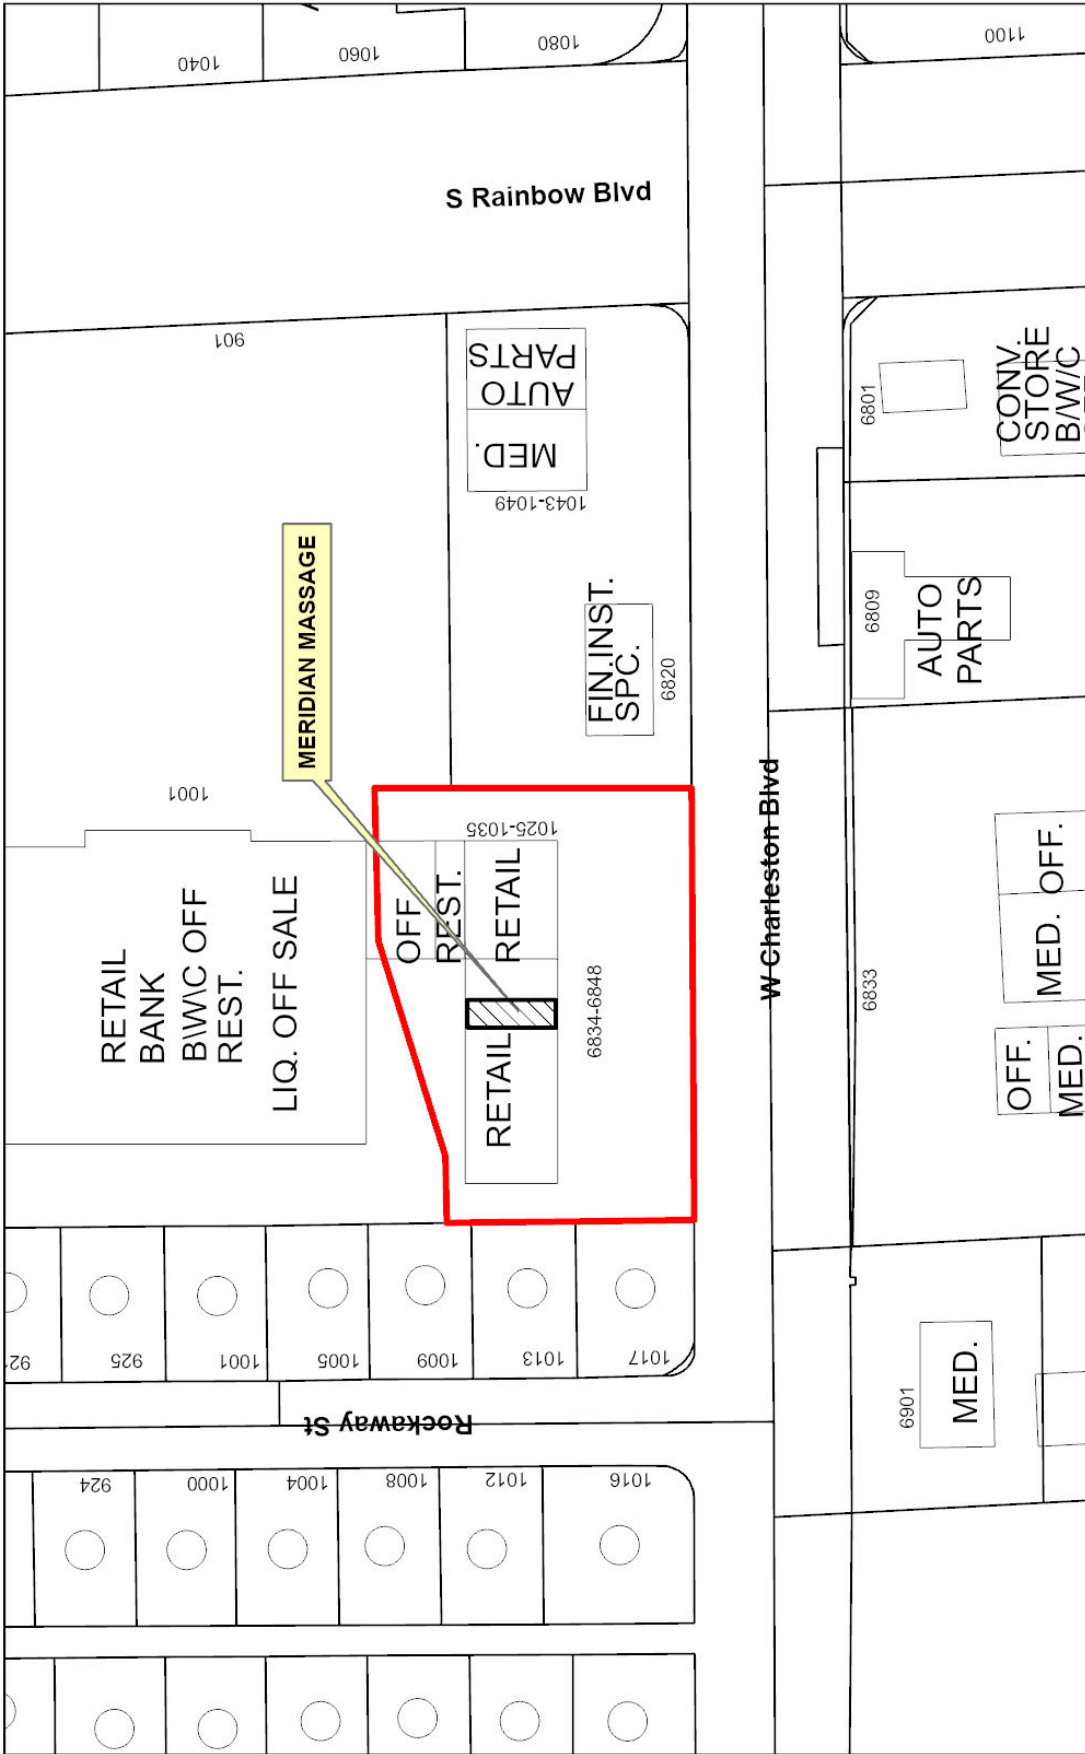 1040
1060
1080
1100
S Rainbow Blvd
901
AUTO
PARTS
MED.
1043-1049
6801
CONV.
STORE
B/W/C
MERIDIAN MASSAGE
FIN.INST.
SPC.
6820
6809
AUTO
PARTS
1001
1025-1035
RETAIL
BANK
B\W\C OFF
REST.
LIQ. OFF SALE
OFF
REST.
RETAIL
RETAIL
6834-6848
W Charleston Blvd
6833
MED.
OFF.
OFF.
MED.
925
1001
1005
1009
1013
1017
Rockaway St
6901
MED.
924
1000
1004
1008
1012
1016